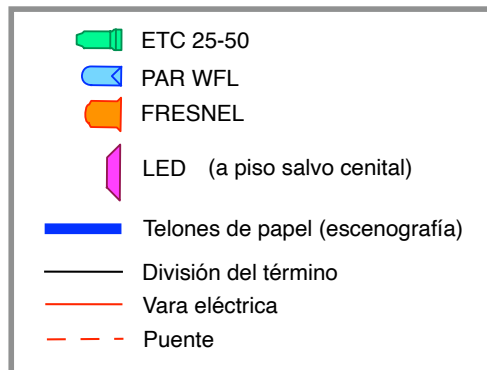 ETC 25-50
PAR WFL
FRESNEL
LED (a piso salvo cenital)
Telones de papel (escenografía)
División del término
Vara eléctrica
Puente